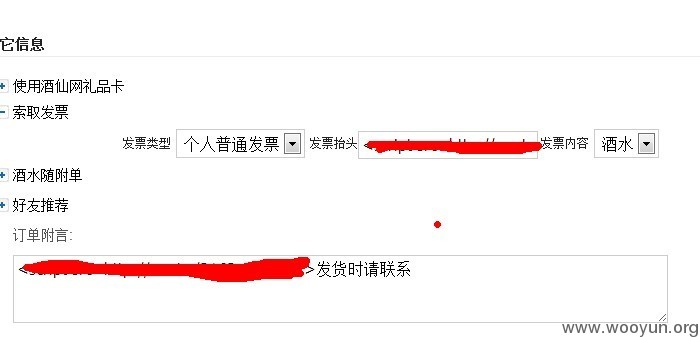 它信息
使用酒仙网礼品卡
索取发票
发票类型 个人普通发票 发票抬头 发票内容 酒水
酒水随附单
好友推荐
订单附言:
>发货时请联系
www.wooyun.org